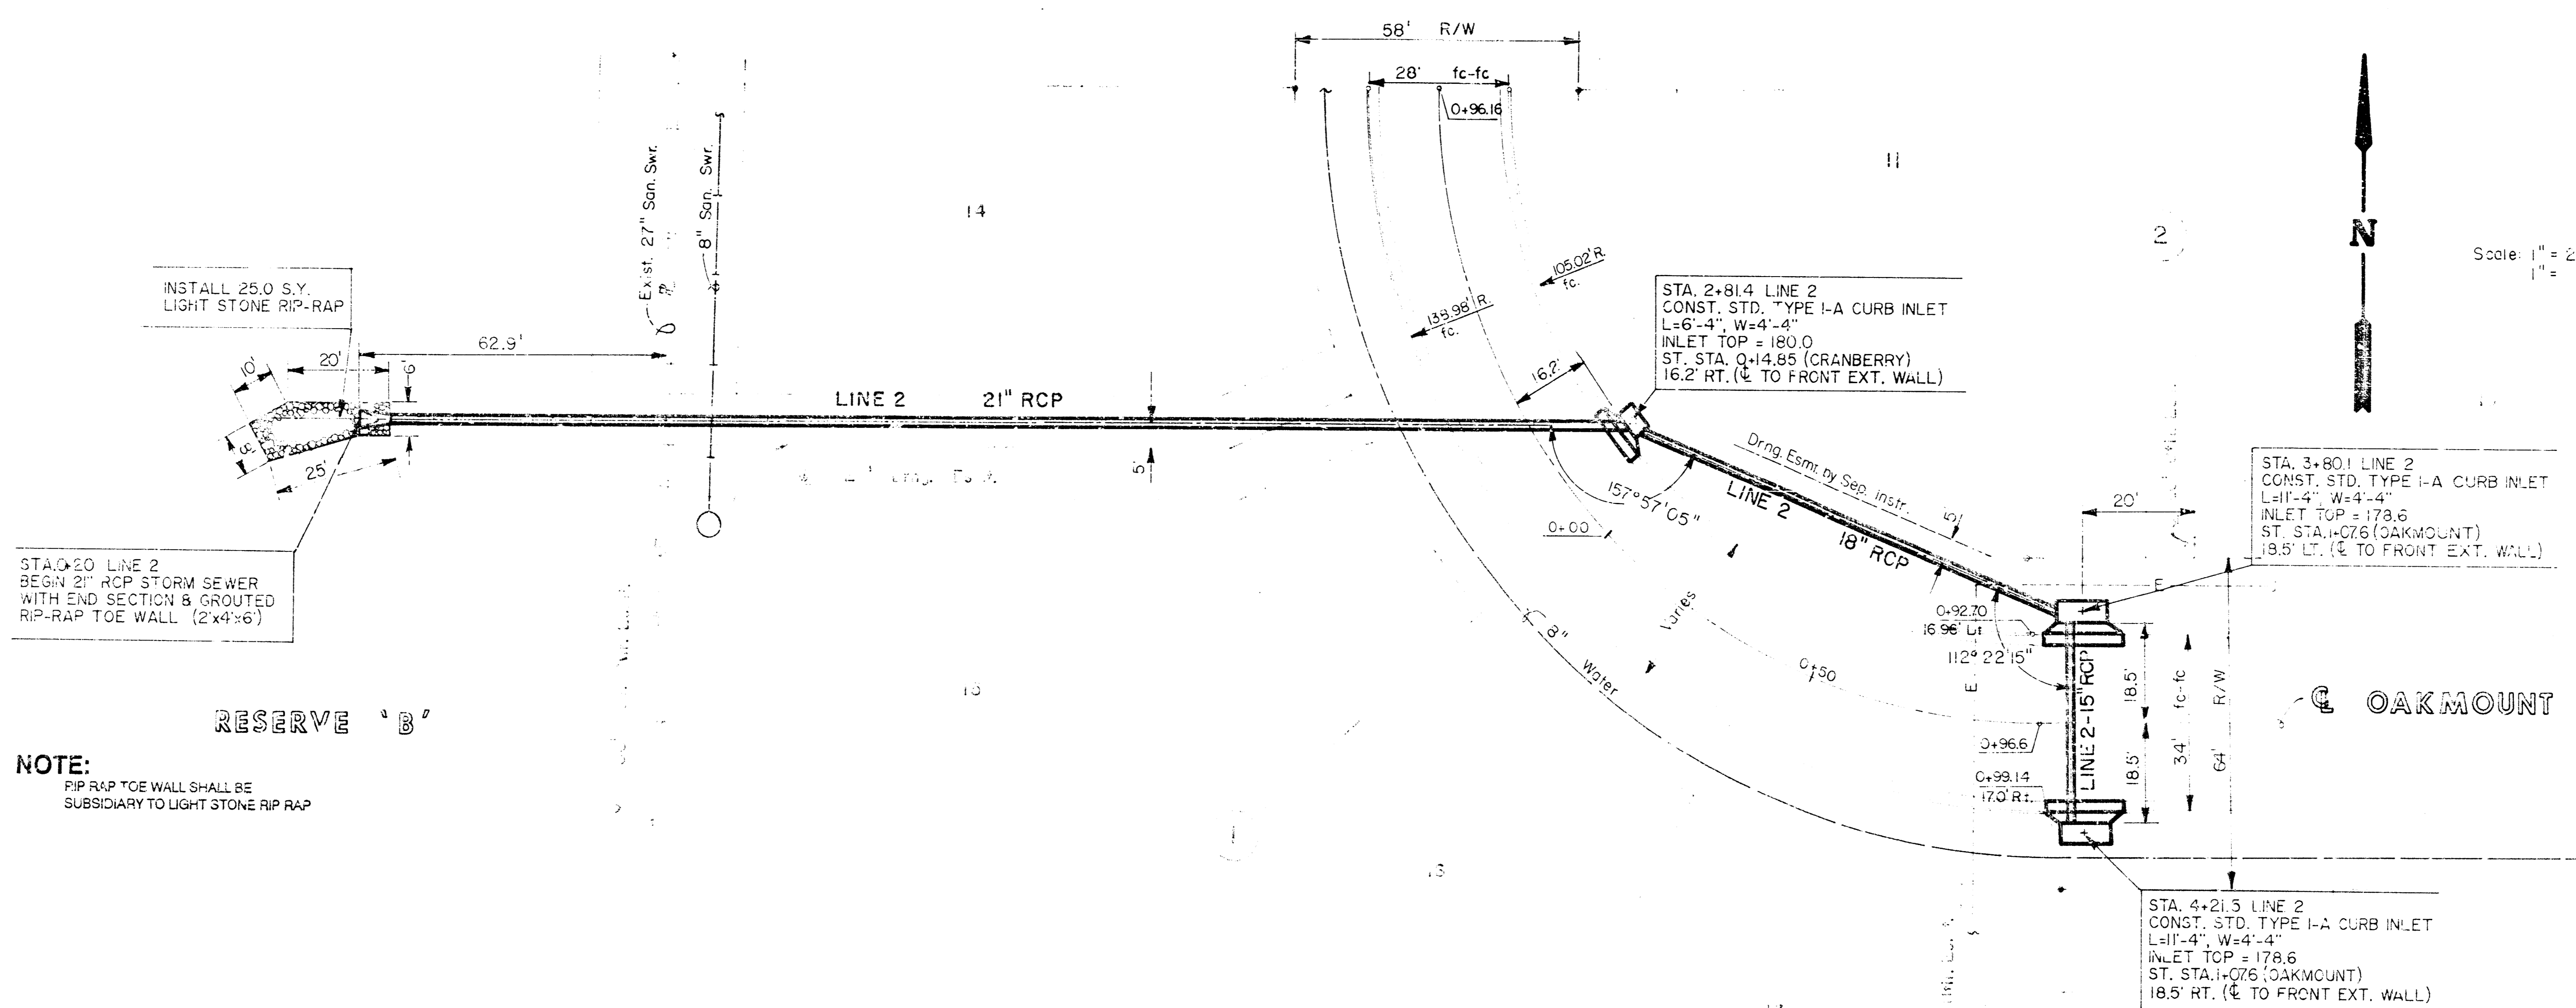 58' R/W
28' fc-fc
0+96.16
11
14
2
N
Scale: 1" = 2
1" =
Exist. 27" San. Swr.
8" San. Swr.
INSTALL 25.0 S.Y.
LIGHT STONE RIP-RAP
105.02' R.
fc.
138.98' R.
fc.
STA. 2+81.4 LINE 2
CONST. STD. TYPE I-A CURB INLET
L=6'-4", W=4'-4"
INLET TOP = 180.0
ST. STA. 0+14.85 (CRANBERRY)
16.2' RT. (℄ TO FRONT EXT. WALL)
62.9'
10'
20'
6'
16.2'
LINE 2 21" RCP
8'
25'
5'
Drng. Esmt. by Sep. Instr.
157°57'05"
LINE 2
18" RCP
5'
0+00
20'
STA. 3+80.1 LINE 2
CONST. STD. TYPE I-A CURB INLET
L=11'-4", W=4'-4"
INLET TOP = 178.6
ST. STA. 1+07.6 (OAKMOUNT)
18.5' LT. (℄ TO FRONT EXT. WALL)
STA. 0+20 LINE 2
BEGIN 21" RCP STORM SEWER
WITH END SECTION & GROUTED
RIP-RAP TOE WALL (2'x4'x6')
E
0+92.70
16.96' Lt
112°22'15"
Varies
8" Water
0+50
E
LINE 2-15" RCP
18.5'
18.5'
34' fc-fc
64' R/W
℄ OAKMOUNT
RESERVE 'B'
0+96.6
0+99.14
17.0' Rt.
NOTE:
RIP RAP TOE WALL SHALL BE
SUBSIDIARY TO LIGHT STONE RIP RAP
1
STA. 4+21.5 LINE 2
CONST. STD. TYPE I-A CURB INLET
L=11'-4", W=4'-4"
INLET TOP = 178.6
ST. STA. 1+07.6 (OAKMOUNT)
18.5' RT. (℄ TO FRONT EXT. WALL)